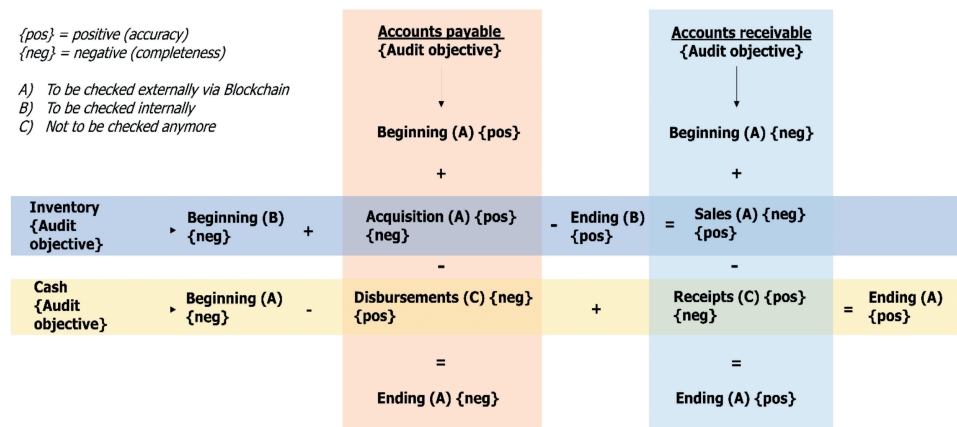 {pos} = positive (accuracy)
{neg} = negative (completeness)
A) To be checked externally via Blockchain
B) To be checked internally
C) Not to be checked anymore
Accounts payable
{Audit objective}
Accounts receivable
{Audit objective}
Beginning (A) {pos}
Beginning (A) {neg}
+
+
Inventory
{Audit
objective}
Beginning (B)
{neg}
+
Acquisition (A) {pos}
{neg}
-
Ending (B)
{pos}
=
Sales (A) {neg}
{pos}
-
-
Cash
{Audit
objective}
Beginning (A)
{neg}
-
Disbursements (C) {neg}
{pos}
+
Receipts (C) {pos}
{neg}
=
Ending (A)
{pos}
=
=
Ending (A) {neg}
Ending (A) {pos}